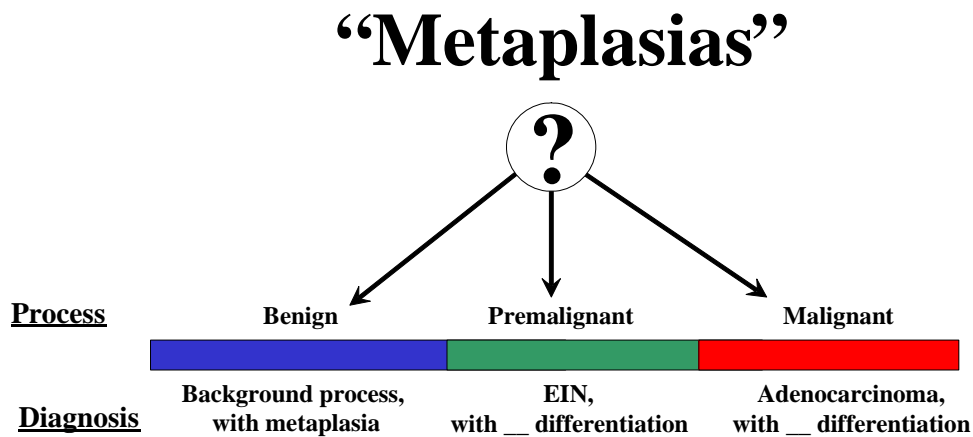 “Metaplasias”
?
Process
Benign
Premalignant
Malignant
Diagnosis
Background process,
with metaplasia
EIN,
with __ differentiation
Adenocarcinoma,
with __ differentiation